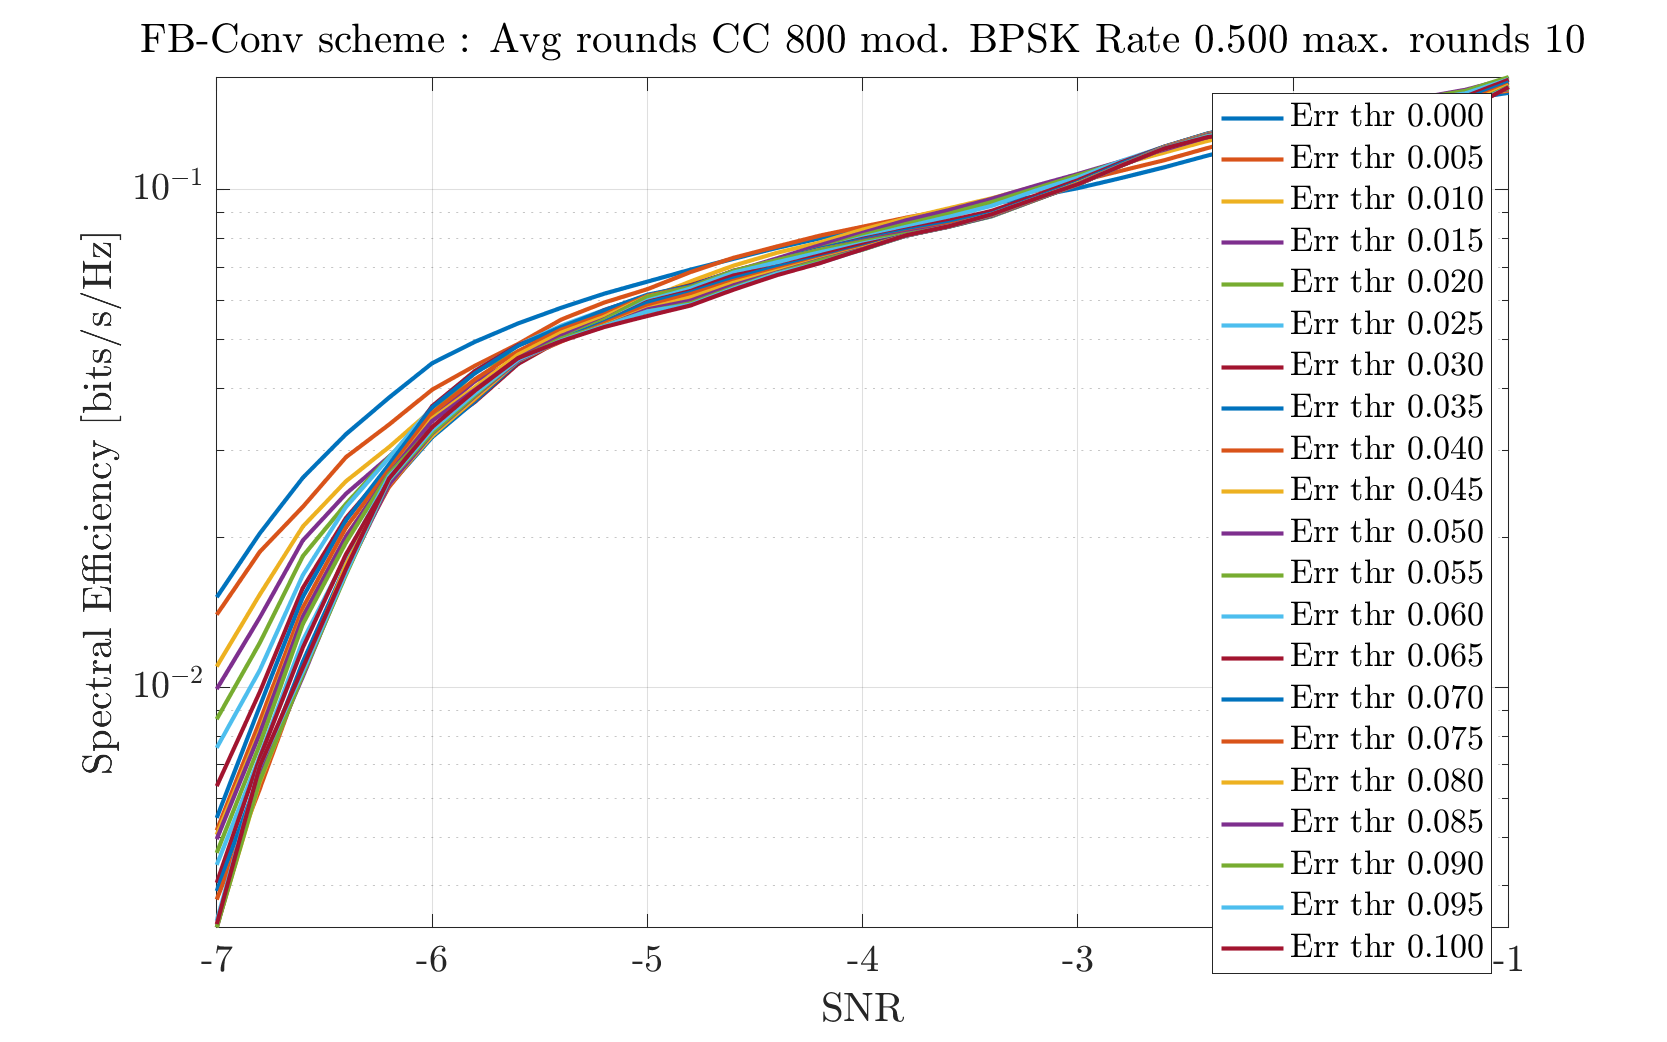 FB-Conv scheme : Avg rounds CC 800 mod. BPSK Rate 0.500 max. rounds 10
Spectral Efficiency [bits/s/Hz]
10⁻¹
10⁻²
Err thr 0.000
Err thr 0.005
Err thr 0.010
Err thr 0.015
Err thr 0.020
Err thr 0.025
Err thr 0.030
Err thr 0.035
Err thr 0.040
Err thr 0.045
Err thr 0.050
Err thr 0.055
Err thr 0.060
Err thr 0.065
Err thr 0.070
Err thr 0.075
Err thr 0.080
Err thr 0.085
Err thr 0.090
Err thr 0.095
Err thr 0.100
-7 -6 -5 -4 -3 -1
SNR